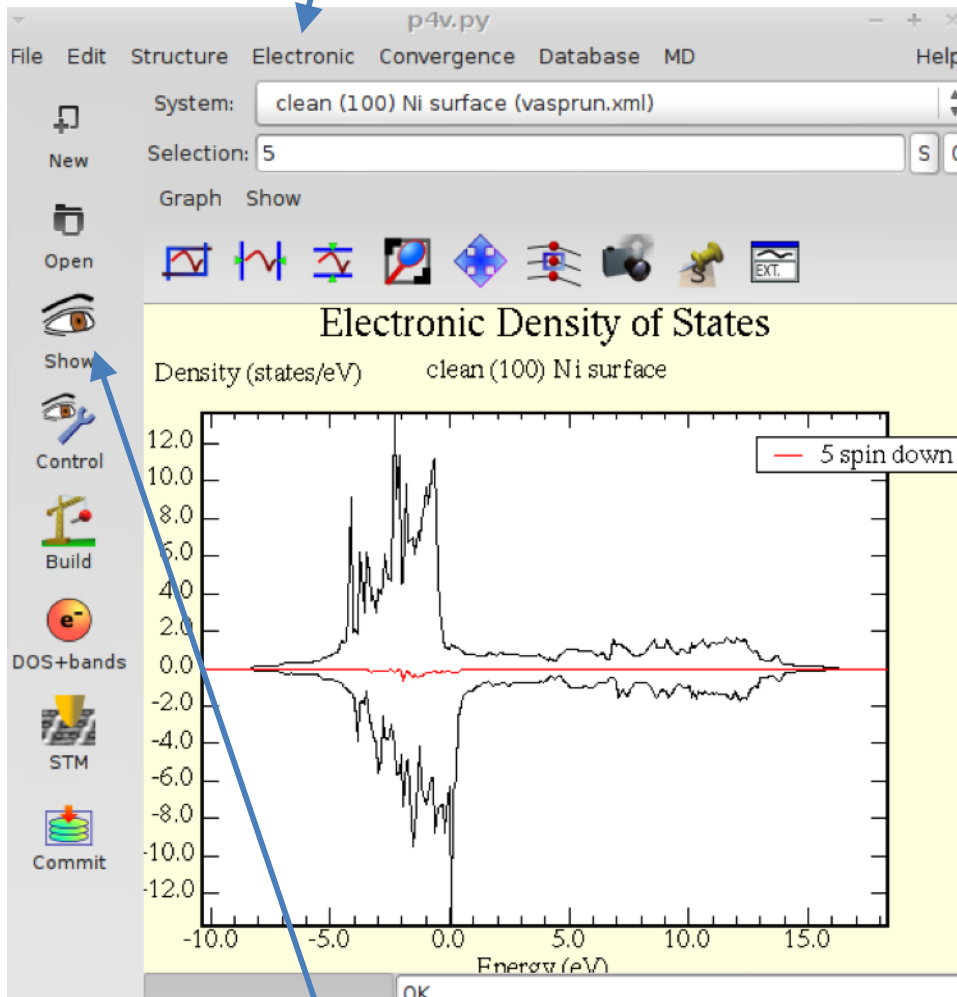 p4v.py
File Edit Structure Electronic Convergence Database MD Help
System: clean (100) Ni surface (vasprun.xml)
Selection: 5 S
Graph Show
EXT.
New
Open
Show
Control
Build
e-
DOS+bands
STM
Commit
Electronic Density of States
Density (states/eV) clean (100) Ni surface
5 spin down
12.0
10.0
8.0
6.0
4.0
2.0
0.0
-2.0
-4.0
-6.0
-8.0
-10.0
-12.0
-10.0 -5.0 0.0 5.0 10.0 15.0
Energy (eV)
OK